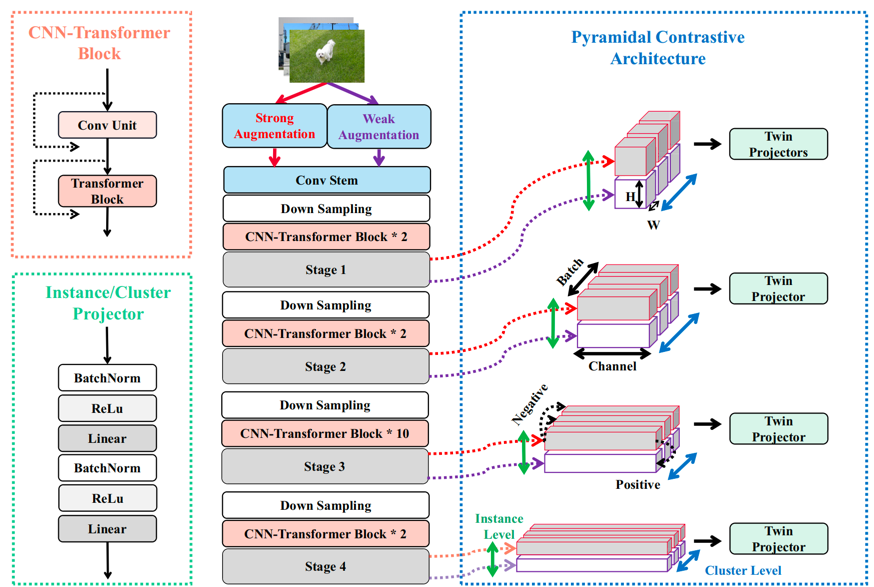 CNN-Transformer
Block
Conv Unit
Transformer
Block
Instance/Cluster
Projector
BatchNorm
ReLu
Linear
BatchNorm
ReLu
Linear
Strong
Augmentation
Weak
Augmentation
Conv Stem
Down Sampling
CNN-Transformer Block * 2
Stage 1
Down Sampling
CNN-Transformer Block * 2
Stage 2
Down Sampling
CNN-Transformer Block * 10
Stage 3
Down Sampling
CNN-Transformer Block * 2
Stage 4
Pyramidal Contrastive
Architecture
H
W
Twin
Projectors
Batch
Channel
Twin
Projector
Negative
Positive
Twin
Projector
Instance
Level
Cluster Level
Twin
Projector